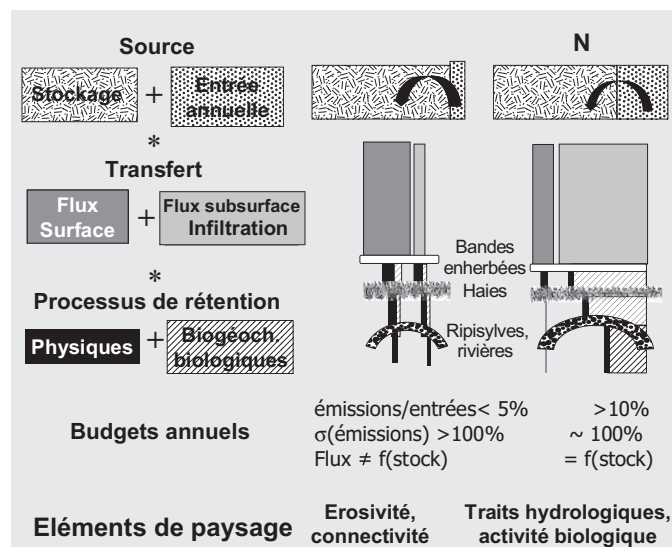 Source
N
Stockage + Entrée annuelle
*
Transfert
Flux Surface + Flux subsurface Infiltration
*
Processus de rétention
Physiques + Biogéoch. biologiques
Bandes
enherbées
Haies
Ripisylves,
rivières
Budgets annuels
émissions/entrées< 5%
>10%
σ(émissions) >100%
~ 100%
Flux ≠ f(stock)
= f(stock)
Eléments de paysage
Erosivité,
connectivité
Traits hydrologiques,
activité biologique